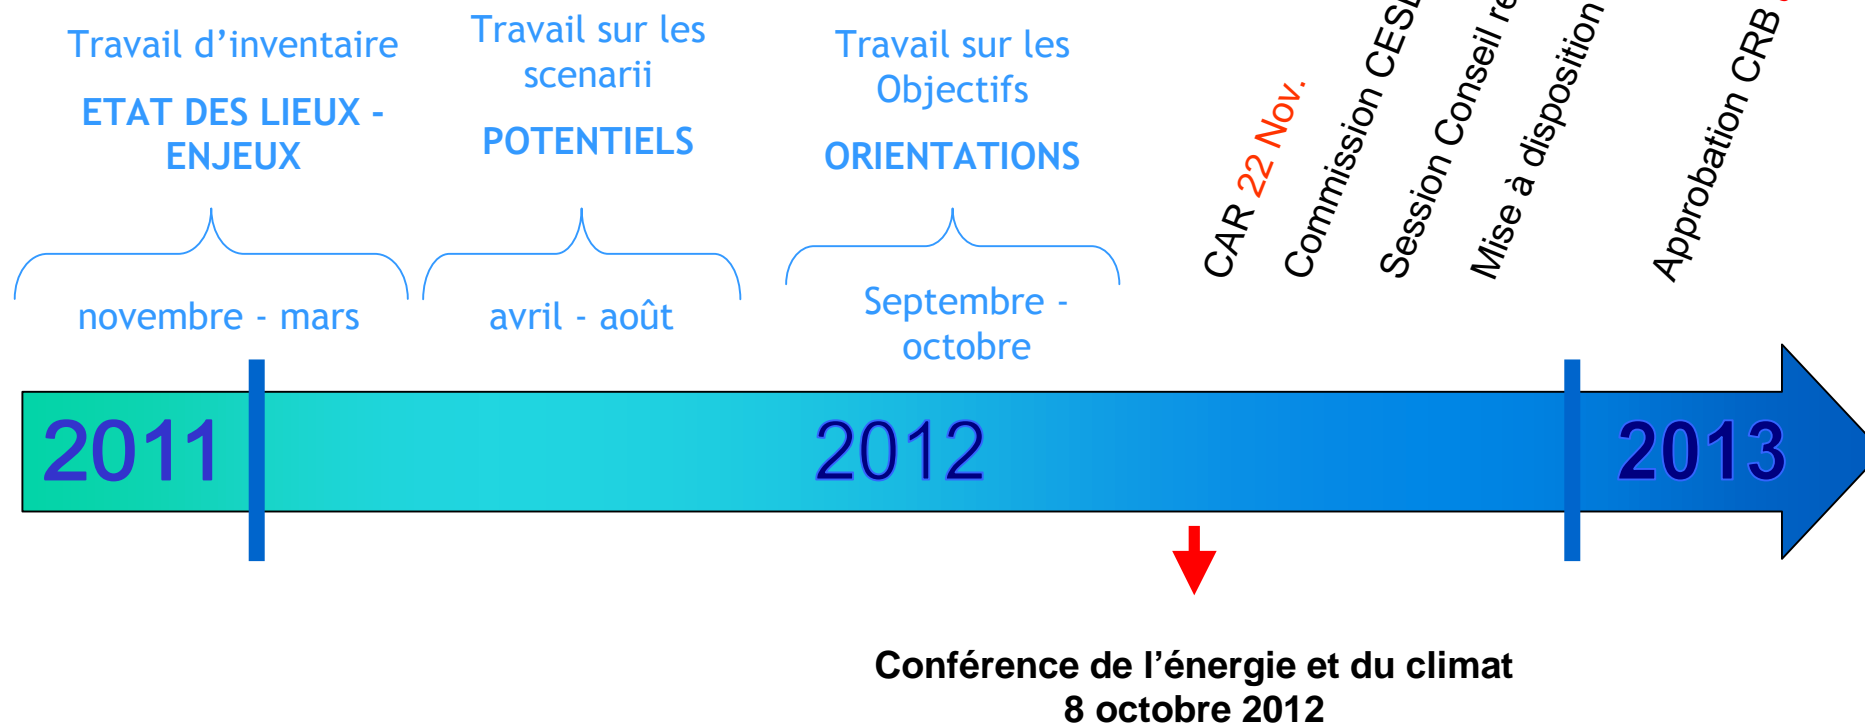 Travail d’inventaire
ETAT DES LIEUX -
ENJEUX
novembre - mars
Travail sur les
scenarii
POTENTIELS
avril - août
Travail sur les
Objectifs
ORIENTATIONS
Septembre -
octobre
CAR 22 Nov.
Commission
Session Conseil
Mise à disposition
Approbation CRB
2011
2012
2013
Conférence de l’énergie et du climat
8 octobre 2012